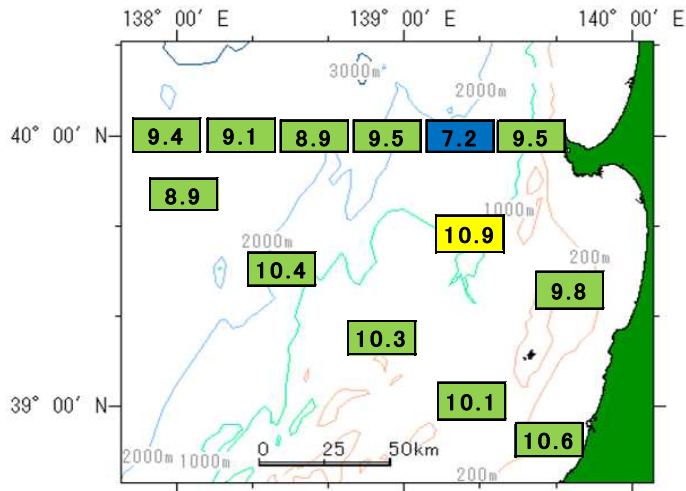 138° 00′ E
139° 00′ E
140° 00′ E
3000m
2000m
40° 00′ N
9.4
9.1
8.9
9.5
7.2
9.5
8.9
1000m
10.9
2000m
200m
10.4
9.8
10.3
39° 00′ N
10.1
10.6
0 25 50km
2000m
1000m
200m